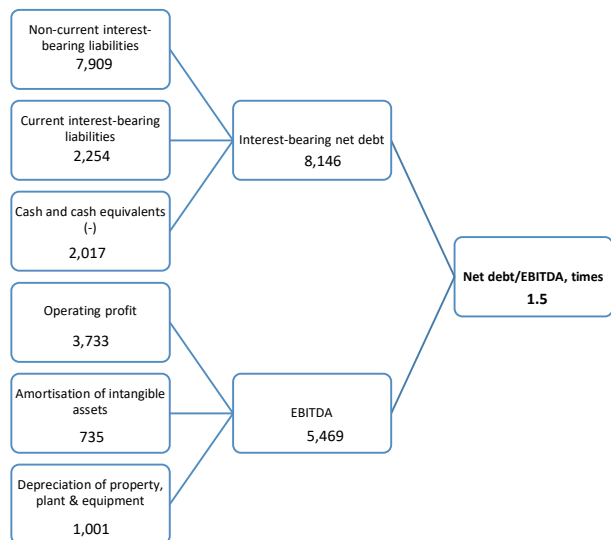 Non-current interest-
bearing liabilities
7,909
Current interest-bearing
liabilities
2,254
Cash and cash equivalents
(-)
2,017
Interest-bearing net debt
8,146
Operating profit
3,733
Amortisation of intangible
assets
735
Depreciation of property,
plant & equipment
1,001
EBITDA
5,469
Net debt/EBITDA, times
1.5